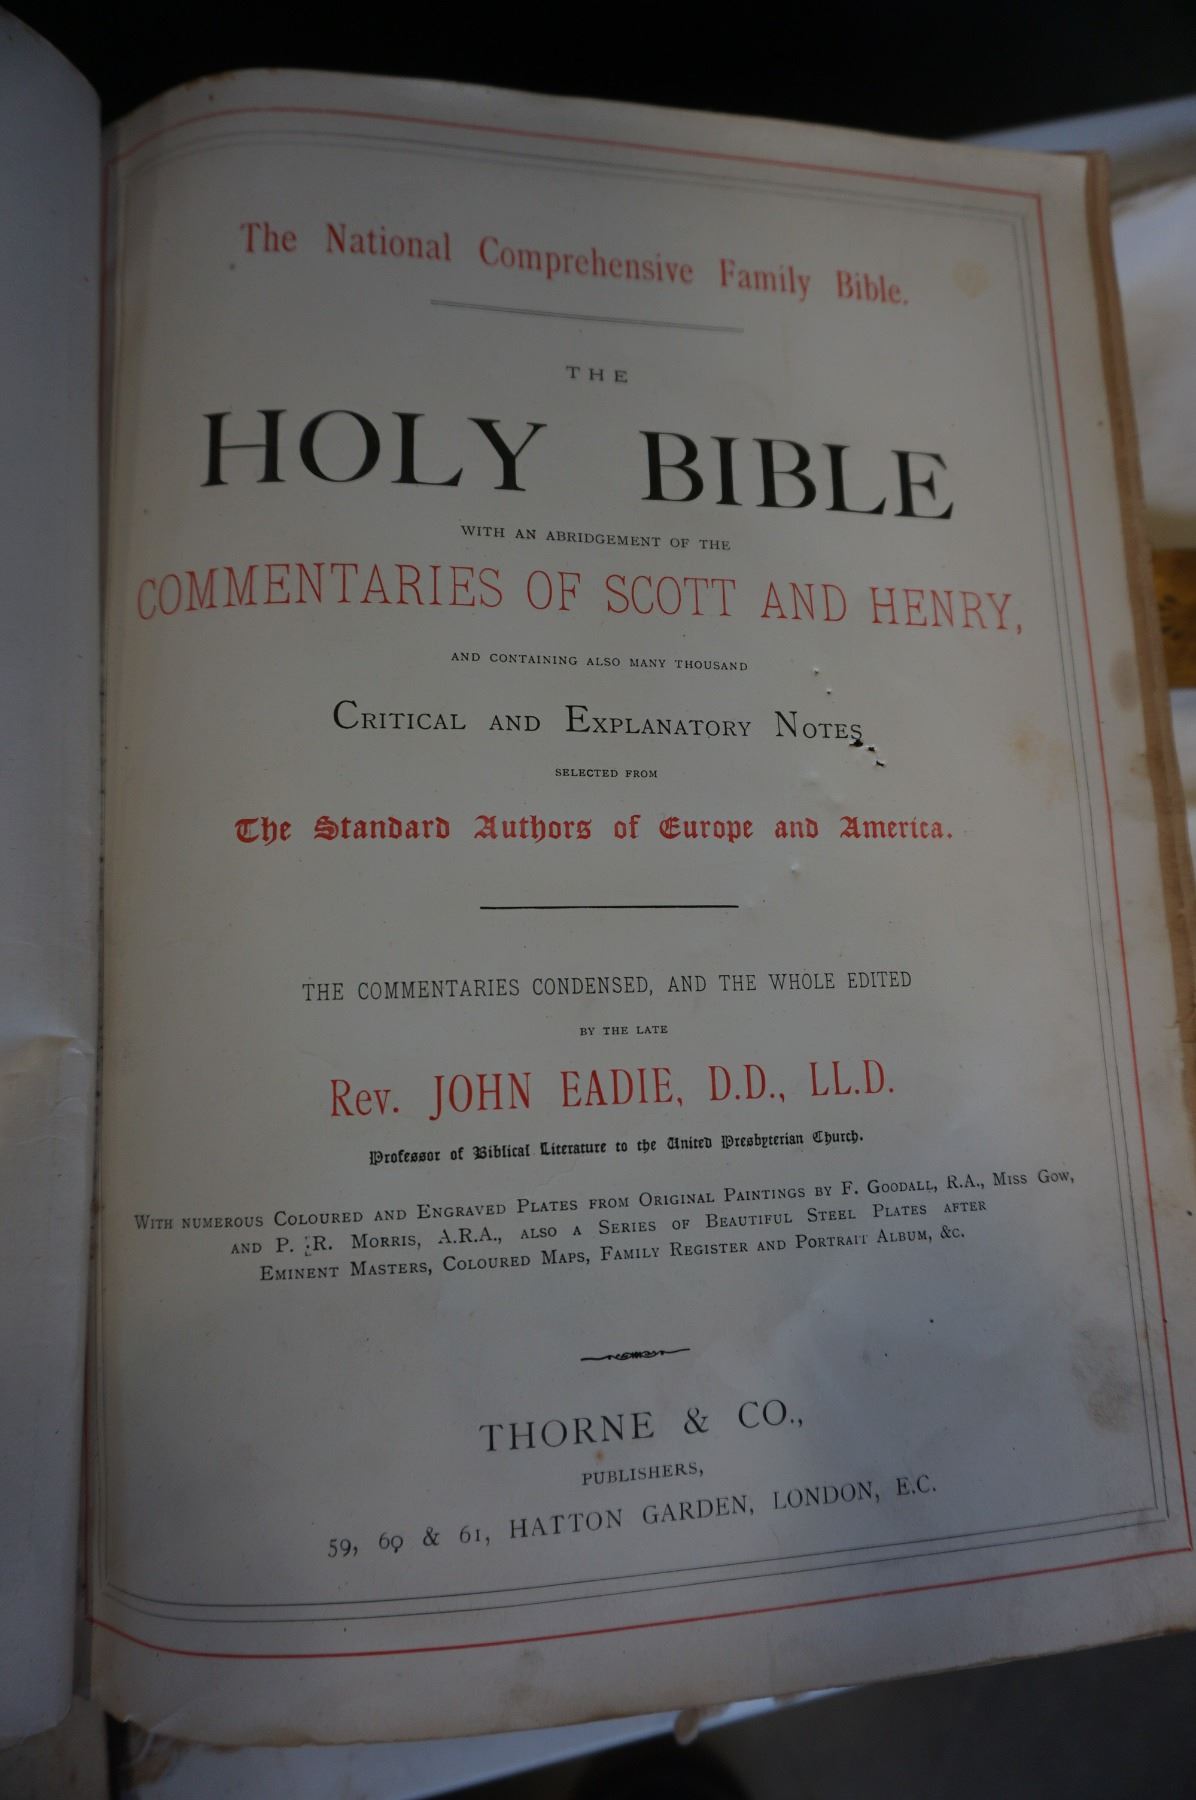 The National Comprehensive Family Bible.
THE
HOLY BIBLE
WITH AN ABRIDGEMENT OF THE
COMMENTARIES OF SCOTT AND HENRY,
AND CONTAINING ALSO MANY THOUSAND
CRITICAL AND EXPLANATORY NOTES
SELECTED FROM
The Standard Authors of Europe and America.
THE COMMENTARIES CONDENSED, AND THE WHOLE EDITED
BY THE LATE
Rev. JOHN EADIE, D.D., LL.D.
Professor of Biblical Literature to the United Presbyterian Church.
WITH NUMEROUS COLOURED AND ENGRAVED PLATES FROM ORIGINAL PAINTINGS BY F. GOODALL, R.A., MISS GOW,
AND P. R. MORRIS, A.R.A., ALSO A SERIES OF BEAUTIFUL STEEL PLATES AFTER
EMINENT MASTERS, COLOURED MAPS, FAMILY REGISTER AND PORTRAIT ALBUM, &c.
THORNE & CO.,
PUBLISHERS,
59, 60 & 61, HATTON GARDEN, LONDON, E.C.